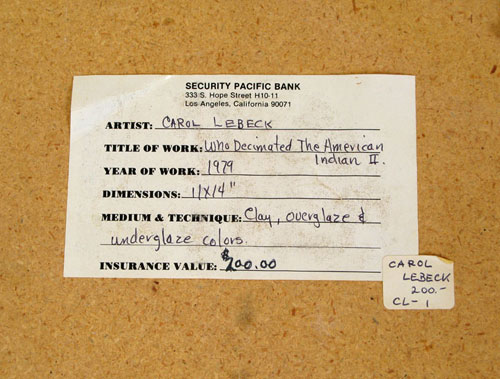 SECURITY PACIFIC BANK
333 S. Hope Street H10-11
Los Angeles, California 90071
ARTIST: CAROL LEBECK
TITLE OF WORK: Who Decimated The American
Indian II.
YEAR OF WORK: 1979
DIMENSIONS: 11X14"
MEDIUM & TECHNIQUE: Clay, overglaze &
underglaze colors.
INSURANCE VALUE: $200.00
CAROL
LEBECK
200.-
CL- 1